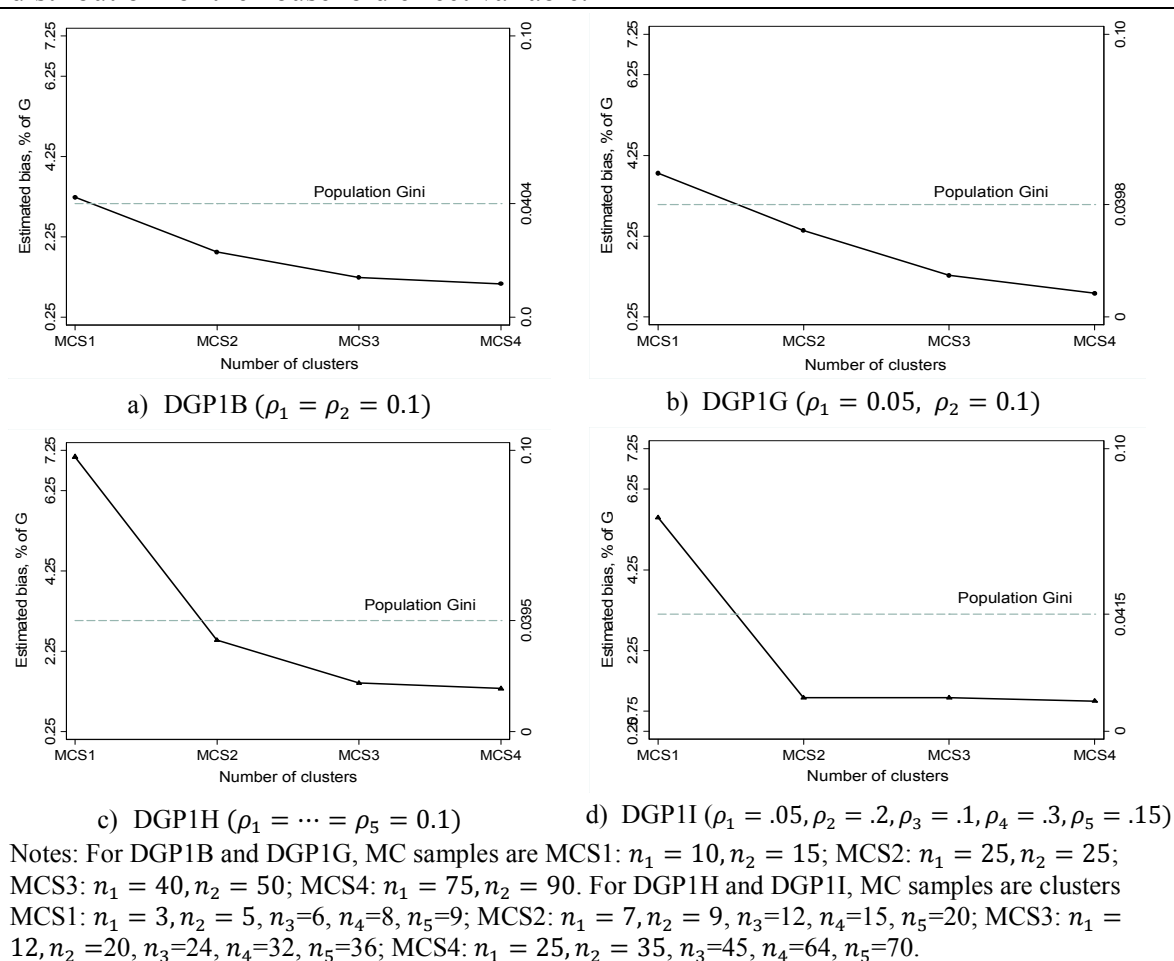 7.25
6.25
4.25
2.25
0.25
Estimated bias, % of G
Population Gini
0.10
0.0404
0.0
MCS1 MCS2 MCS3 MCS4
Number of clusters
a) DGP1B (ρ₁ = ρ₂ = 0.1)
7.25
6.25
4.25
2.25
0.25
Estimated bias, % of G
Population Gini
0.10
0.0398
0
MCS1 MCS2 MCS3 MCS4
Number of clusters
b) DGP1G (ρ₁ = 0.05, ρ₂ = 0.1)
7.25
6.25
4.25
2.25
0.25
Estimated bias, % of G
Population Gini
0.10
0.0395
0
MCS1 MCS2 MCS3 MCS4
Number of clusters
c) DGP1H (ρ₁ = ⋯ = ρ₅ = 0.1)
7.25
6.25
4.25
2.25
Estimated bias, % of G
Population Gini
0.10
0.0415
0
MCS1 MCS2 MCS3 MCS4
Number of clusters
d) DGP1I (ρ₁ = .05, ρ₂ = .2, ρ₃ = .1, ρ₄ = .3, ρ₅ = .15)
Notes: For DGP1B and DGP1G, MC samples are MCS1: n₁ = 10, n₂ = 15; MCS2: n₁ = 25, n₂ = 25;
MCS3: n₁ = 40, n₂ = 50; MCS4: n₁ = 75, n₂ = 90. For DGP1H and DGP1I, MC samples are clusters
MCS1: n₁ = 3, n₂ = 5, n₃=6, n₄=8, n₅=9; MCS2: n₁ = 7, n₂ = 9, n₃=12, n₄=15, n₅=20; MCS3: n₁ =
12, n₂ =20, n₃=24, n₄=32, n₅=36; MCS4: n₁ = 25, n₂ = 35, n₃=45, n₄=64, n₅=70.